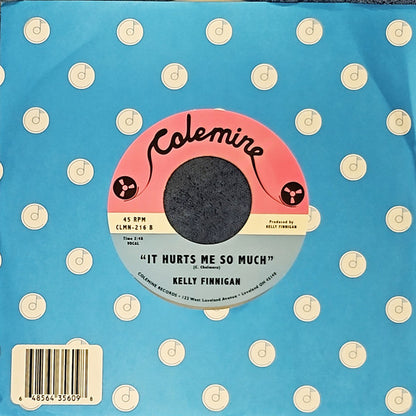 Colemine
45 RPM
CLMN-216 B
Time 2:48
VOCAL
Produced by
KELLY FINNIGAN
"IT HURTS ME SO MUCH"
(C. Chalmers)
KELLY FINNIGAN
COLEMINE RECORDS • 123 West Loveland Avenue • Loveland OH 45140
6 48564 35609 6